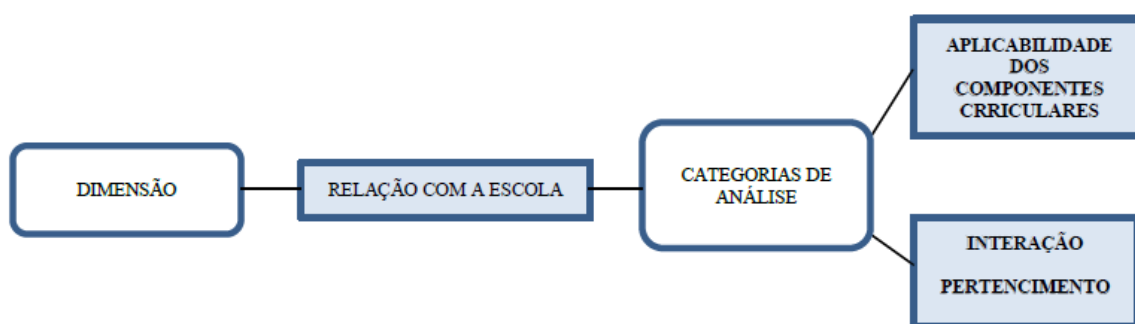 DIMENSÃO
RELAÇÃO COM A ESCOLA
CATEGORIAS DE
ANÁLISE
APLICABILIDADE
DOS
COMPONENTES
CRRICULARES
INTERAÇÃO
PERTENCIMENTO